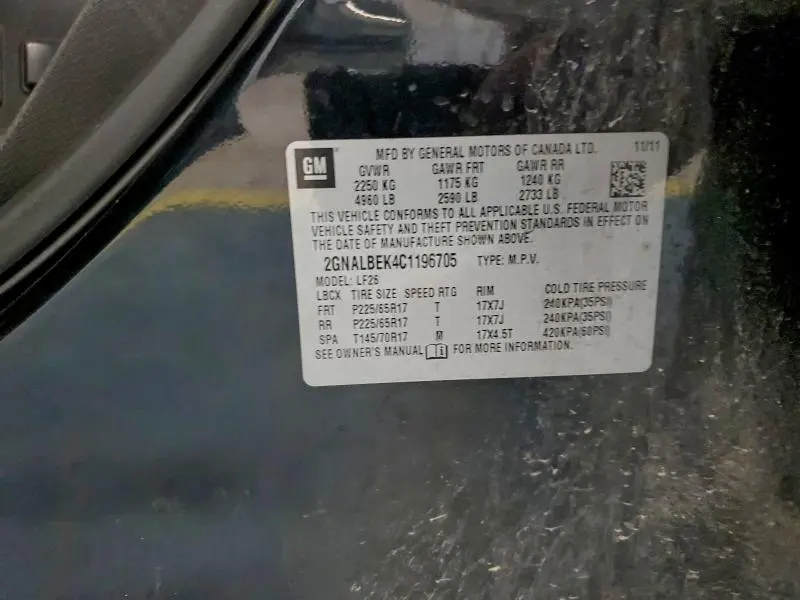 GM
MFD BY GENERAL MOTORS OF CANADA LTD. 11/11
GVWR GAWR FRT GAWR RR
2250 KG 1175 KG 1240 KG
4960 LB 2590 LB 2733 LB
THIS VEHICLE CONFORMS TO ALL APPLICABLE U.S. FEDERAL MOTOR
VEHICLE SAFETY AND THEFT PREVENTION STANDARDS IN EFFECT ON
THE DATE OF MANUFACTURE SHOWN ABOVE.
2GNALBEK4C1196705 TYPE: M.P.V.
MODEL: LF26
LBCX TIRE SIZE SPEED RTG RIM COLD TIRE PRESSURE
FRT P225/65R17 T 17X7J 240KPA(35PSI)
RR P225/65R17 T 17X7J 240KPA(35PSI)
SPA T145/70R17 M 17X4.5T 420KPA(60PSI)
SEE OWNER'S MANUAL FOR MORE INFORMATION.